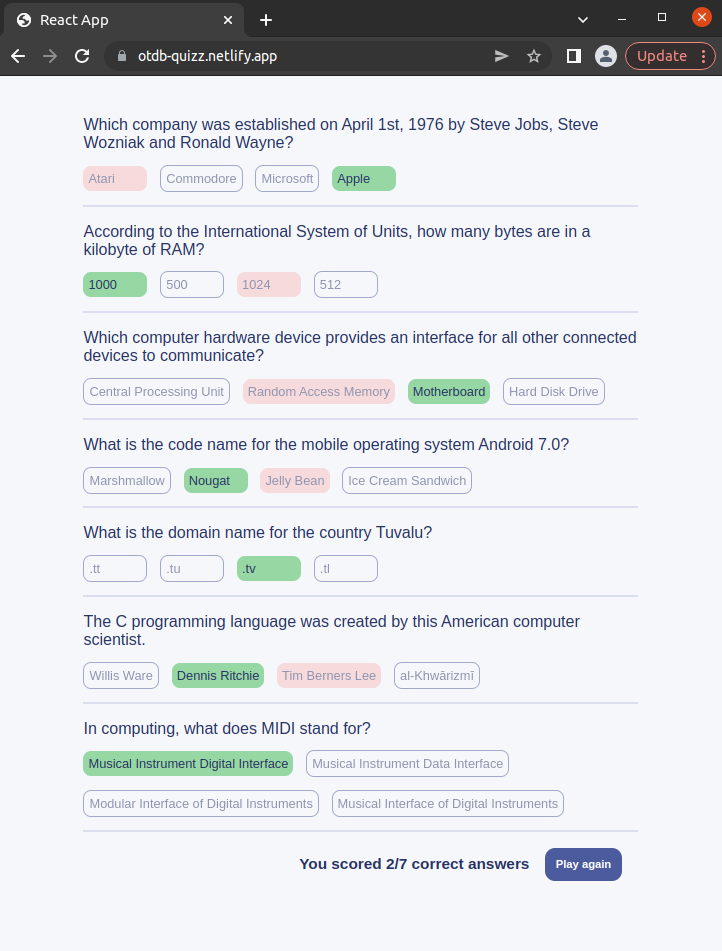 React App
otdb-quizz.netlify.app
Update
Which company was established on April 1st, 1976 by Steve Jobs, Steve
Wozniak and Ronald Wayne?
Atari Commodore Microsoft Apple
According to the International System of Units, how many bytes are in a
kilobyte of RAM?
1000 500 1024 512
Which computer hardware device provides an interface for all other connected
devices to communicate?
Central Processing Unit Random Access Memory Motherboard Hard Disk Drive
What is the code name for the mobile operating system Android 7.0?
Marshmallow Nougat Jelly Bean Ice Cream Sandwich
What is the domain name for the country Tuvalu?
.tt .tu .tv .tl
The C programming language was created by this American computer
scientist.
Willis Ware Dennis Ritchie Tim Berners Lee al-Khwārizmī
In computing, what does MIDI stand for?
Musical Instrument Digital Interface Musical Instrument Data Interface
Modular Interface of Digital Instruments Musical Interface of Digital Instruments
You scored 2/7 correct answers Play again